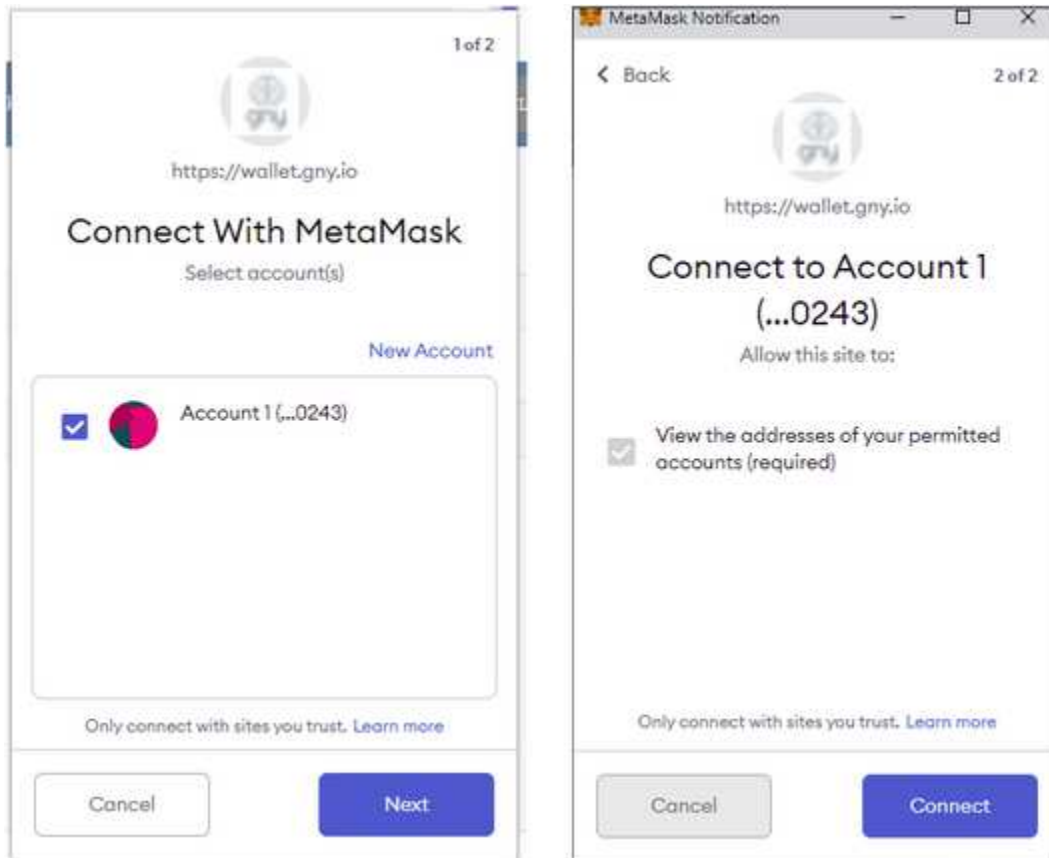 1 of 2
gny
https://wallet.gny.io
Connect With MetaMask
Select account(s)
New Account
Account 1 (...0243)
Only connect with sites you trust. Learn more
Cancel
Next
MetaMask Notification
Back
2 of 2
gny
https://wallet.gny.io
Connect to Account 1
(...0243)
Allow this site to:
View the addresses of your permitted
accounts (required)
Only connect with sites you trust. Learn more
Cancel
Connect